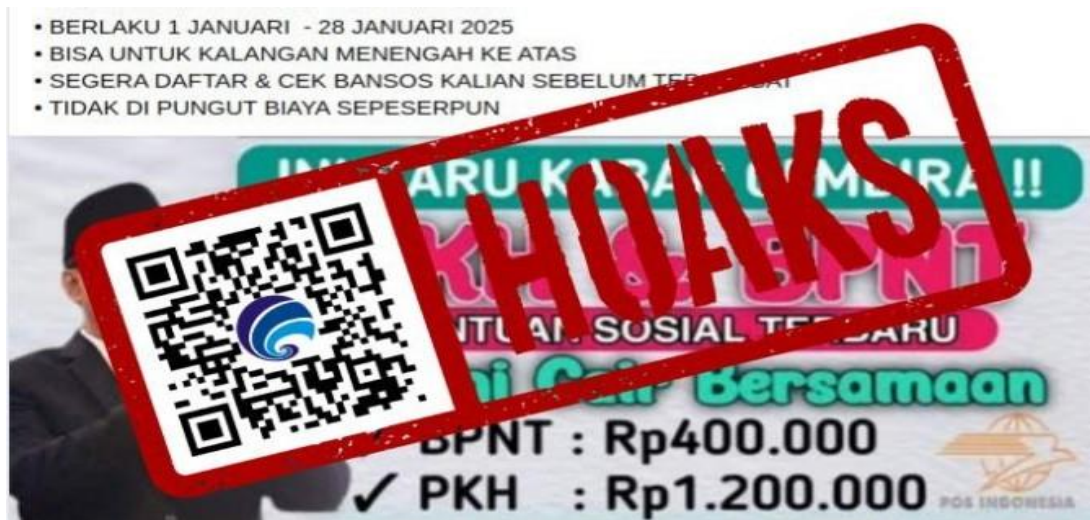 • BERLAKU 1 JANUARI - 28 JANUARI 2025
• BISA UNTUK KALANGAN MENENGAH KE ATAS
• SEGERA DAFTAR & CEK BANSOS KALIAN SEBELUM
• TIDAK DI PUNGUT BIAYA SEPESERPUN
!!
HOAKS
& BPNT
SOSIAL
Bersamaan
✓ BPNT : Rp400.000
✓ PKH : Rp1.200.000
POS INDONESIA